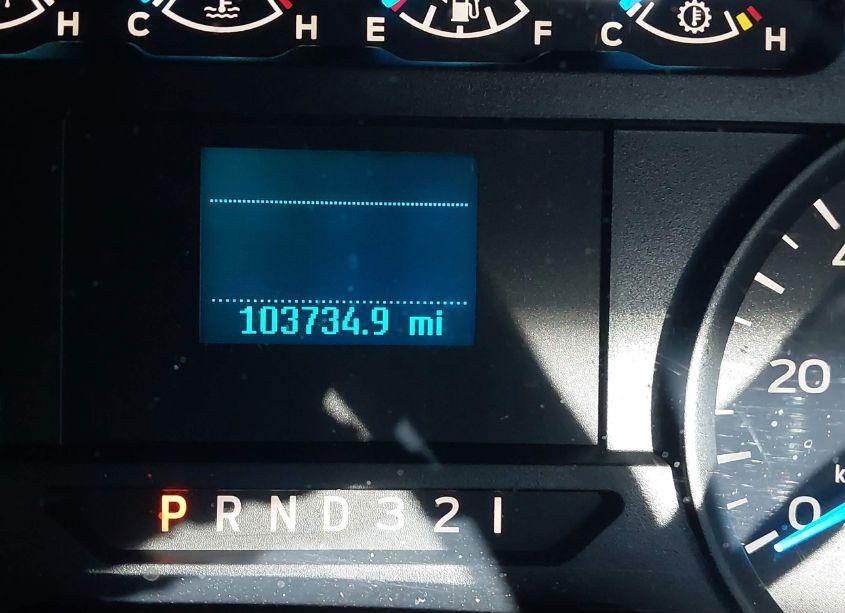 H C H E F C H
103734.9 mi
20
0
P R N D 3 2 1